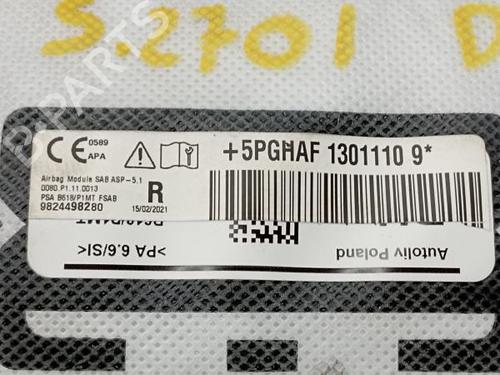 S.2701 D
CE 0589
APA
+5PGHAF 1301110 9*
Airbag Module SAB ASP-5.1
0080.P1.11.0013
PSA B618/P1MT FSAB
9824498280
R
15/02/2021
Autoliv Poland
>PA 6.6/SI<
B-PARTS